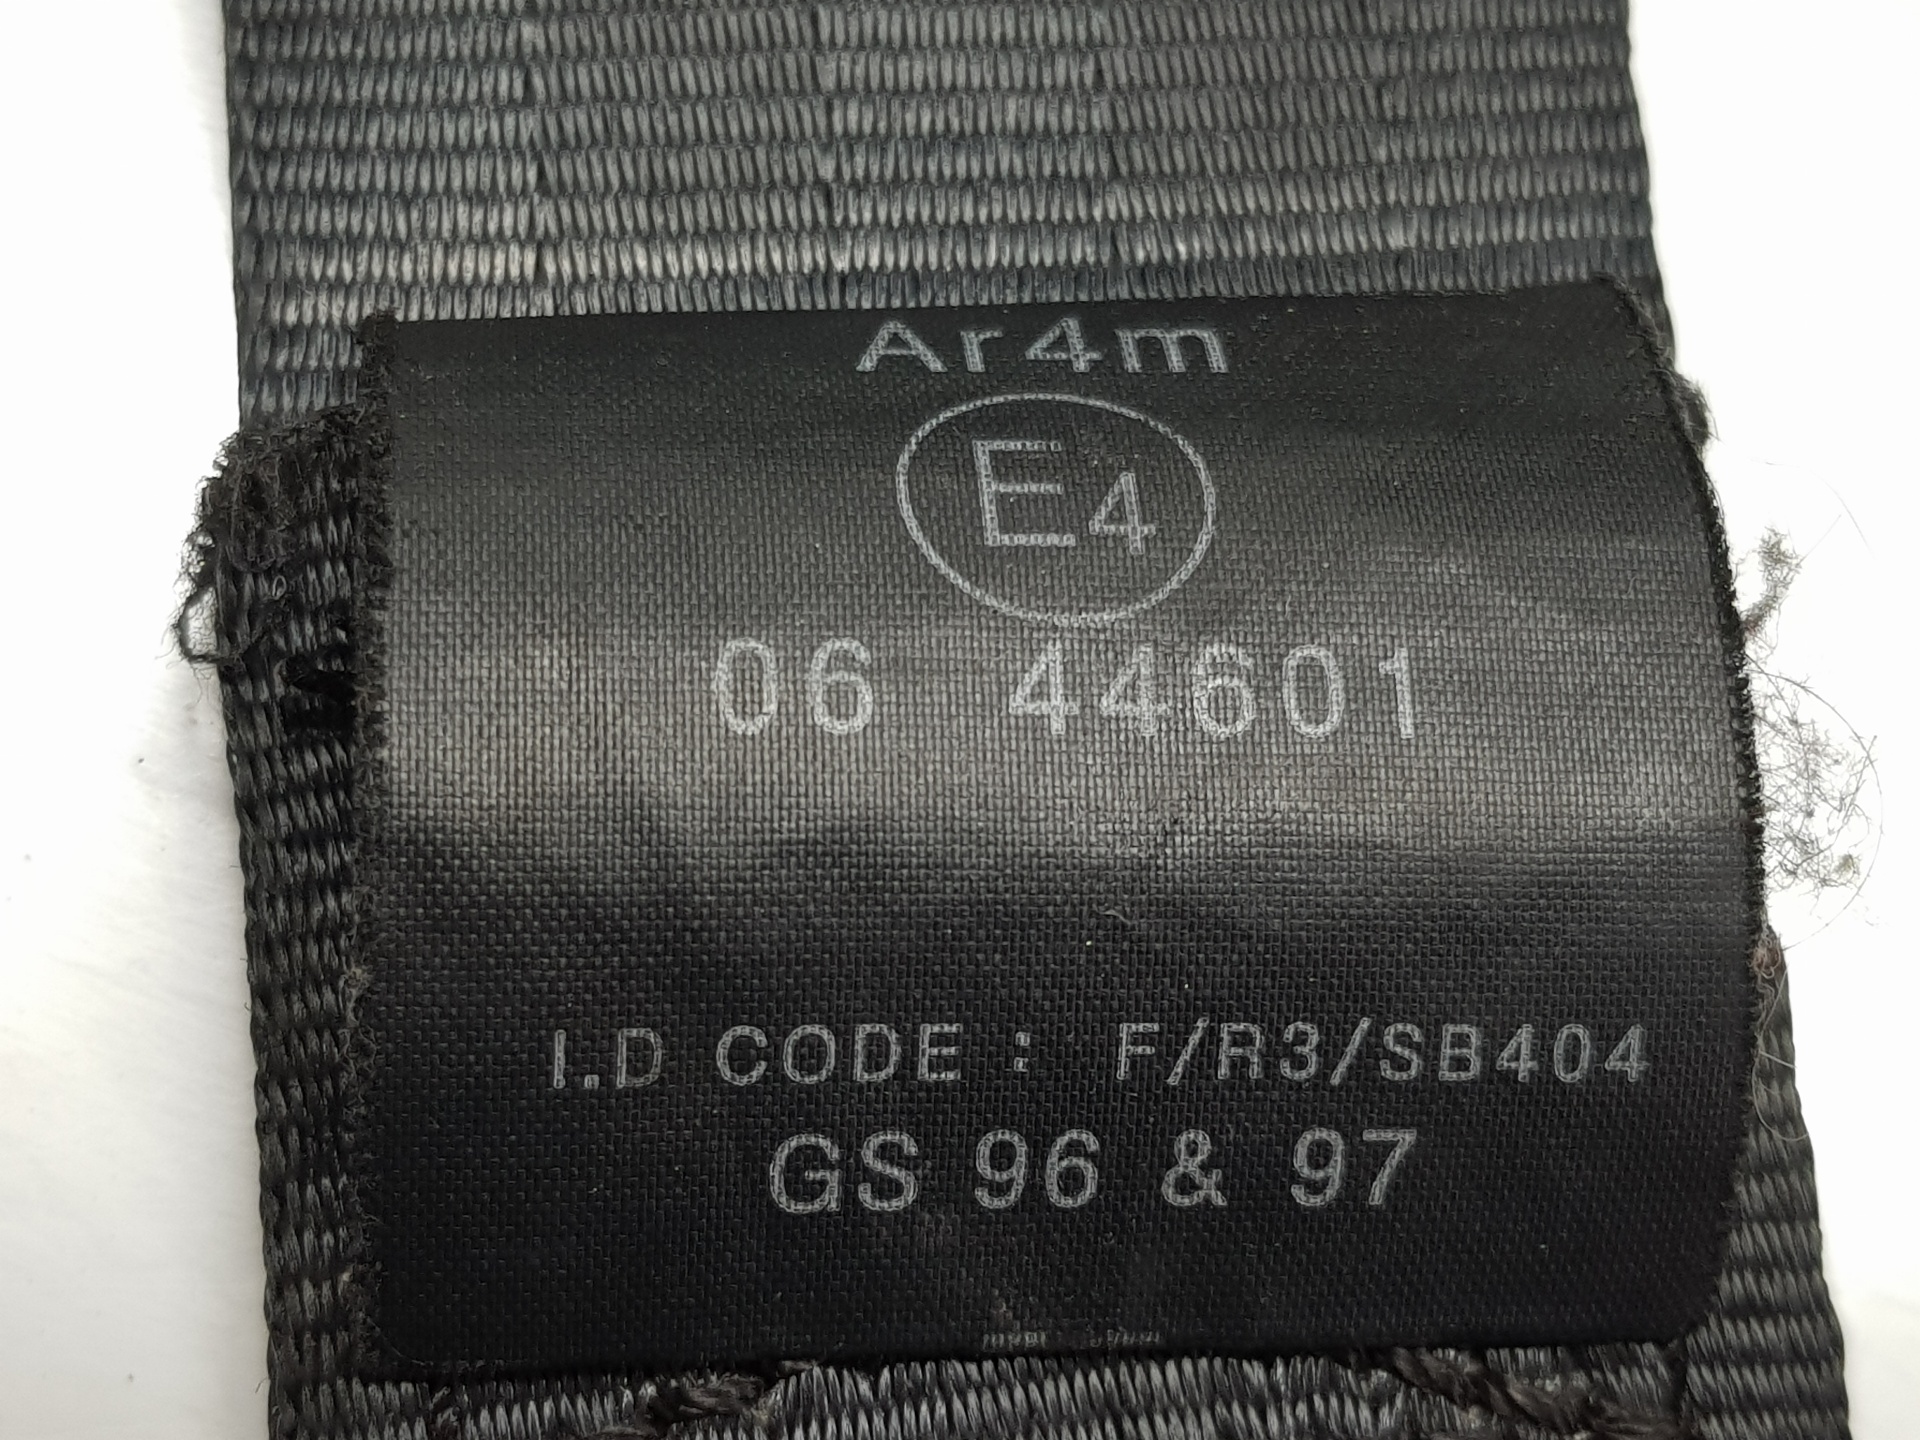 Ar4m
E4
06 44601
I.D CODE : F/R3/SB404
GS 96 & 97